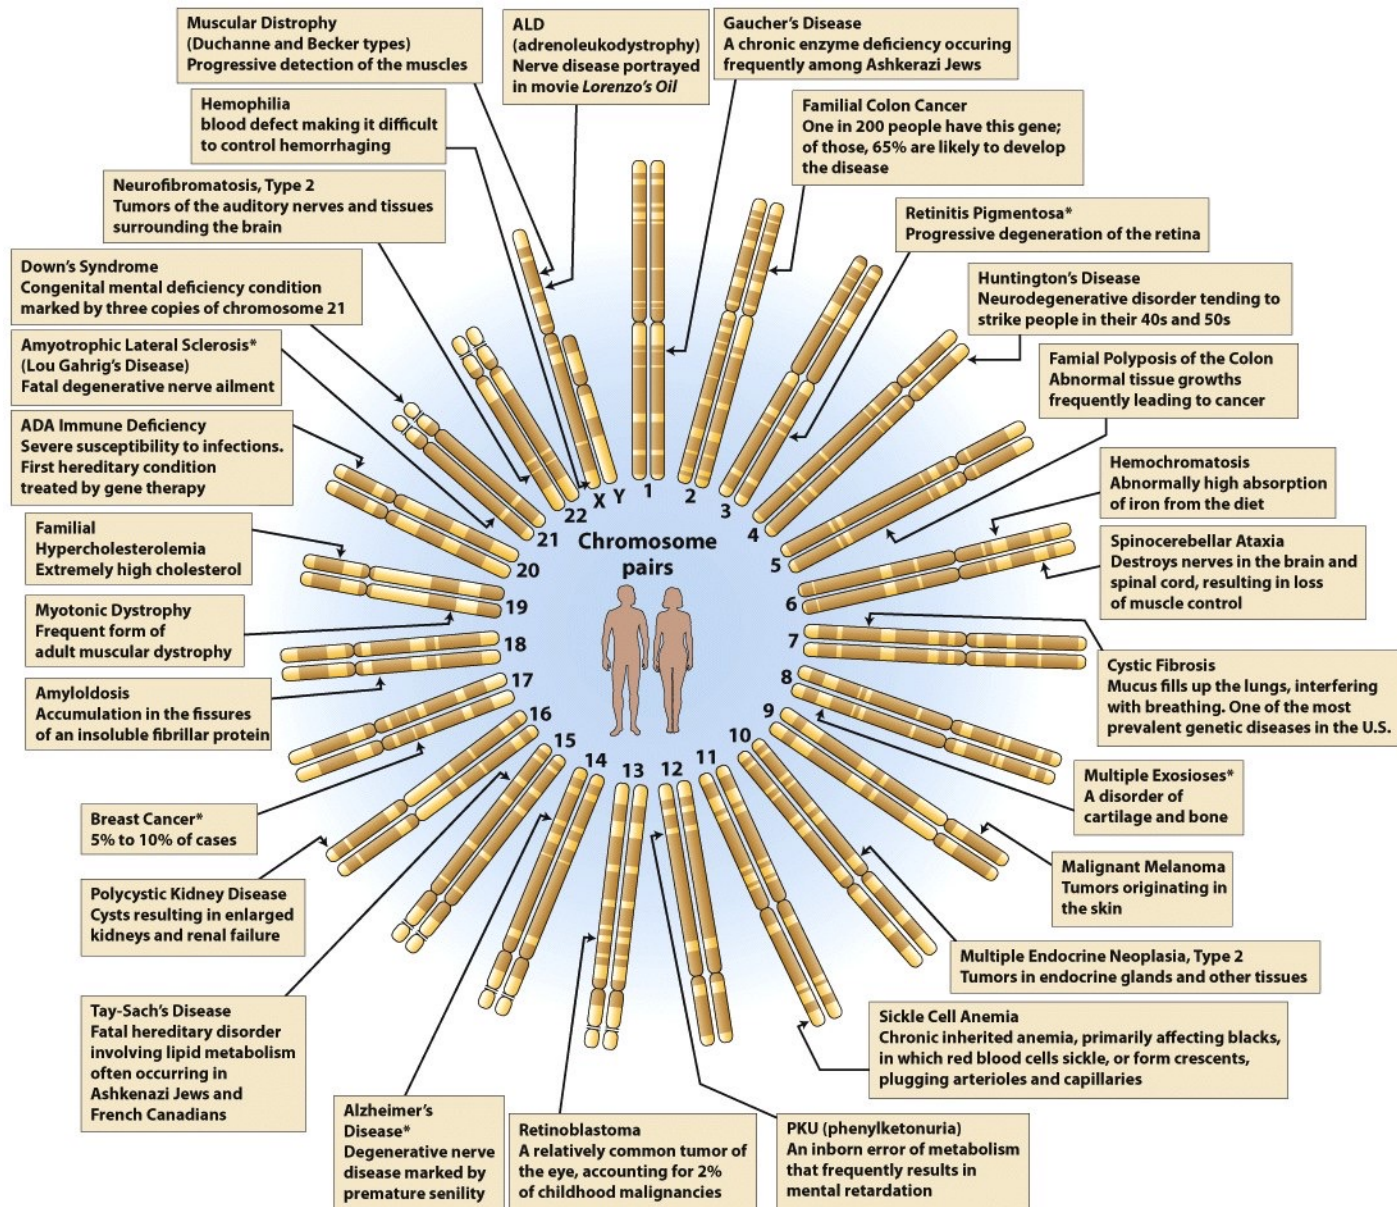 Muscular Distrophy
(Duchanne and Becker types)
Progressive detection of the muscles
ALD
(adrenoleukodystrophy)
Nerve disease portrayed
in movie Lorenzo's Oil
Gaucher's Disease
A chronic enzyme deficiency occuring
frequently among Ashkerazi Jews
Hemophilia
blood defect making it difficult
to control hemorrhaging
Familial Colon Cancer
One in 200 people have this gene;
of those, 65% are likely to develop
the disease
Neurofibromatosis, Type 2
Tumors of the auditory nerves and tissues
surrounding the brain
Retinitis Pigmentosa*
Progressive degeneration of the retina
Down's Syndrome
Congenital mental deficiency condition
marked by three copies of chromosome 21
Huntington's Disease
Neurodegenerative disorder tending to
strike people in their 40s and 50s
Amyotrophic Lateral Sclerosis*
(Lou Gahrig's Disease)
Fatal degenerative nerve ailment
Famial Polyposis of the Colon
Abnormal tissue growths
frequently leading to cancer
ADA Immune Deficiency
Severe susceptibility to infections.
First hereditary condition
treated by gene therapy
Hemochromatosis
Abnormally high absorption
of iron from the diet
Familial
Hypercholesterolemia
Extremely high cholesterol
Spinocerebellar Ataxia
Destroys nerves in the brain and
spinal cord, resulting in loss
of muscle control
Myotonic Dystrophy
Frequent form of
adult muscular dystrophy
Cystic Fibrosis
Mucus fills up the lungs, interfering
with breathing. One of the most
prevalent genetic diseases in the U.S.
Amyloldosis
Accumulation in the fissures
of an insoluble fibrillar protein
Multiple Exosioses*
A disorder of
cartilage and bone
Breast Cancer*
5% to 10% of cases
Malignant Melanoma
Tumors originating in
the skin
Polycystic Kidney Disease
Cysts resulting in enlarged
kidneys and renal failure
Multiple Endocrine Neoplasia, Type 2
Tumors in endocrine glands and other tissues
Tay-Sach's Disease
Fatal hereditary disorder
involving lipid metabolism
often occurring in
Ashkenazi Jews and
French Canadians
Sickle Cell Anemia
Chronic inherited anemia, primarily affecting blacks,
in which red blood cells sickle, or form crescents,
plugging arterioles and capillaries
Alzheimer's
Disease*
Degenerative nerve
disease marked by
premature senility
Retinoblastoma
A relatively common tumor of
the eye, accounting for 2%
of childhood malignancies
PKU (phenylketonuria)
An inborn error of metabolism
that frequently results in
mental retardation
Chromosome
pairs
1
2
3
4
5
6
7
8
9
10
11
12
13
14
15
16
17
18
19
20
21
22
X
Y